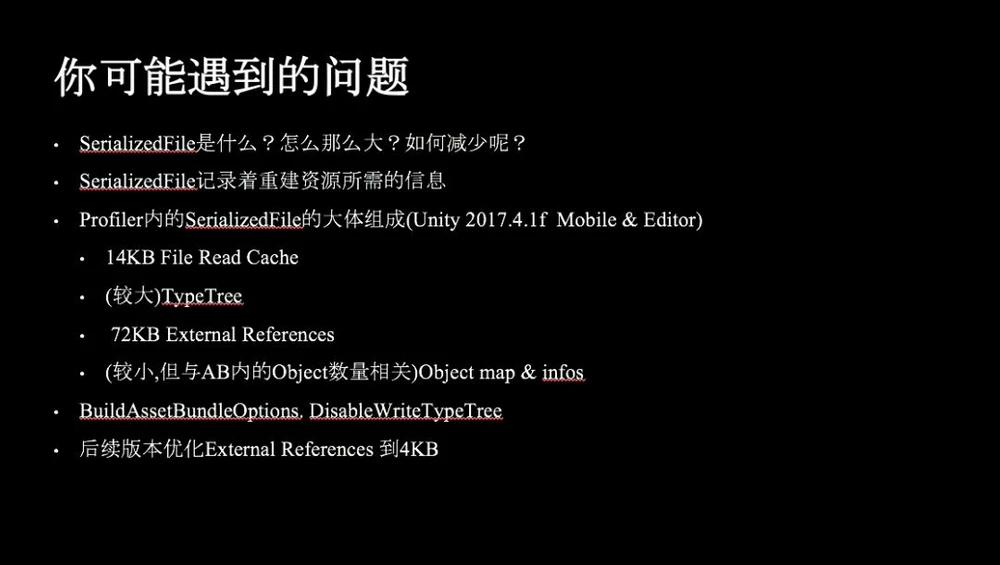 你可能遇到的问题
• SerializedFile是什么？怎么那么大？如何减少呢？
• SerializedFile记录着重建资源所需的信息
• Profiler内的SerializedFile的大体组成(Unity 2017.4.1f Mobile & Editor)
• 14KB File Read Cache
• (较大)TypeTree
• 72KB External References
• (较小,但与AB内的Object数量相关)Object map & infos
• BuildAssetBundleOptions. DisableWriteTypeTree
• 后续版本优化External References 到4KB